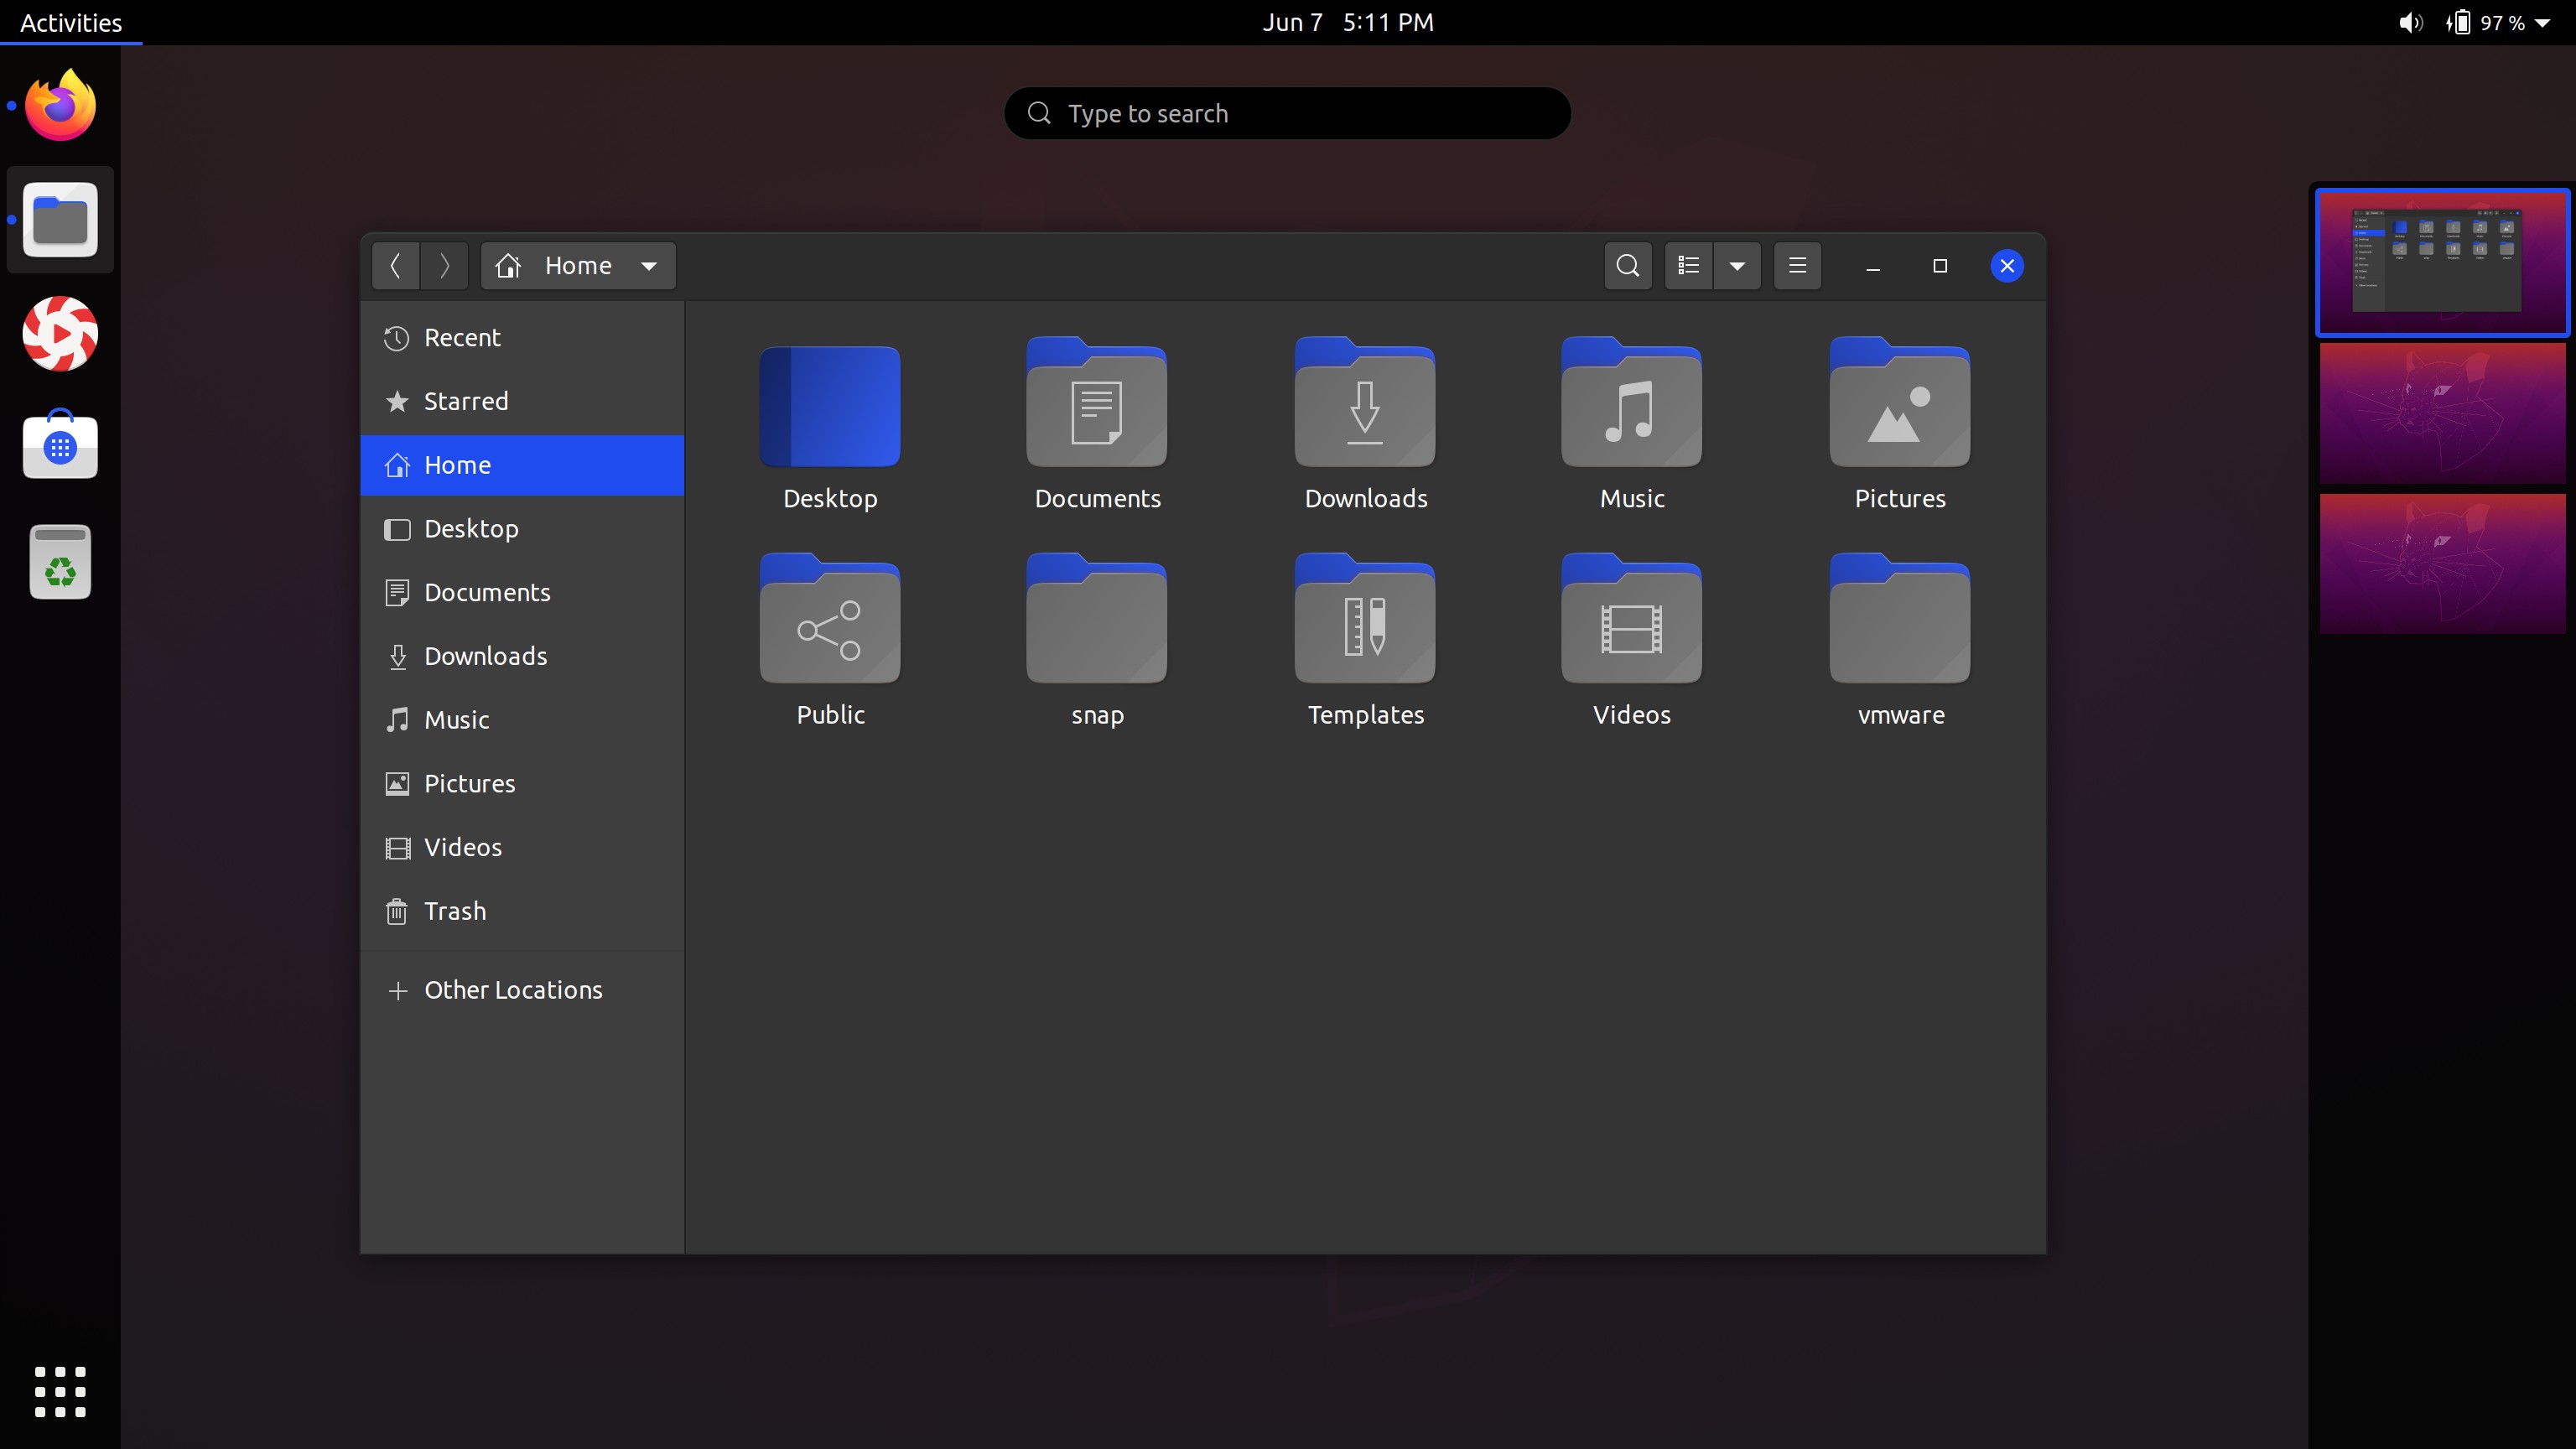 Activities
Jun 7 5:11 PM
97 %
Type to search
Home
Recent
Starred
Home
Desktop
Documents
Downloads
Music
Pictures
Videos
Trash
Other Locations
Desktop Documents Downloads Music Pictures
Public snap Templates Videos vmware